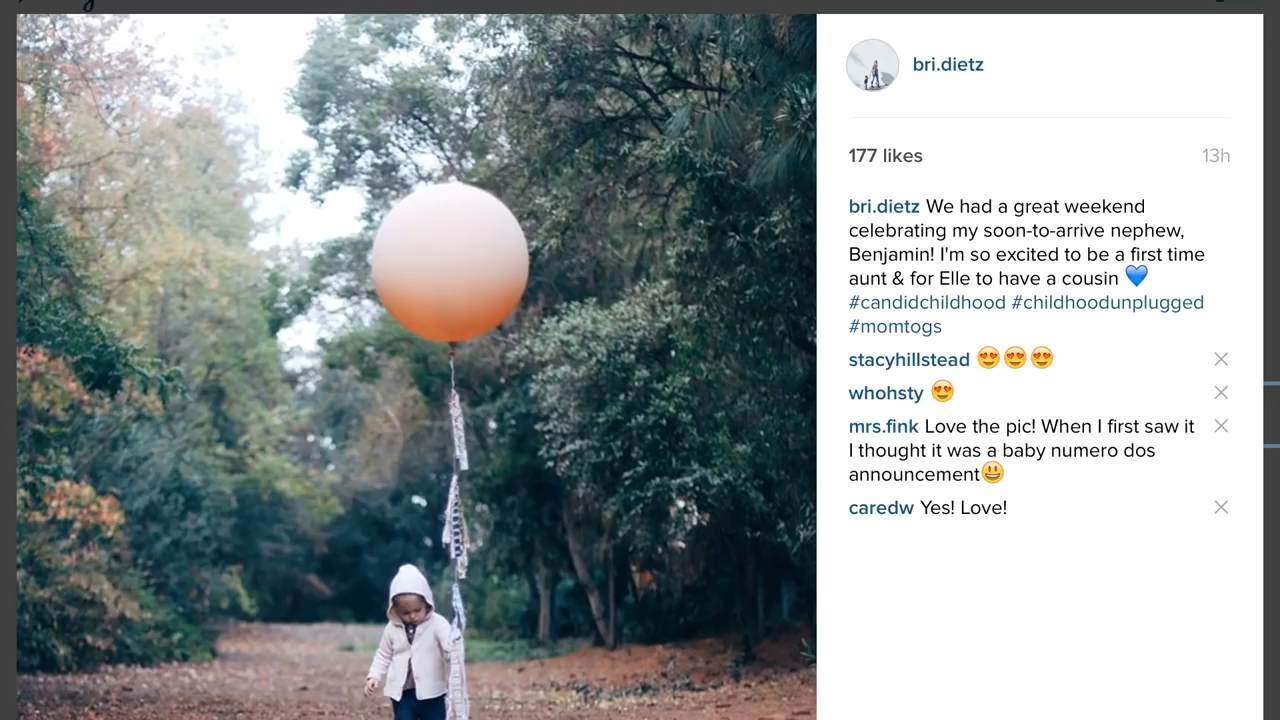 bri.dietz
177 likes 13h
bri.dietz We had a great weekend
celebrating my soon-to-arrive nephew,
Benjamin! I'm so excited to be a first time
aunt & for Elle to have a cousin 💙
#candidchildhood #childhoodunplugged
#momtogs
stacyhillstead 😍😍😍
whohsty 😍
mrs.fink Love the pic! When I first saw it
I thought it was a baby numero dos
announcement😃
caredw Yes! Love!